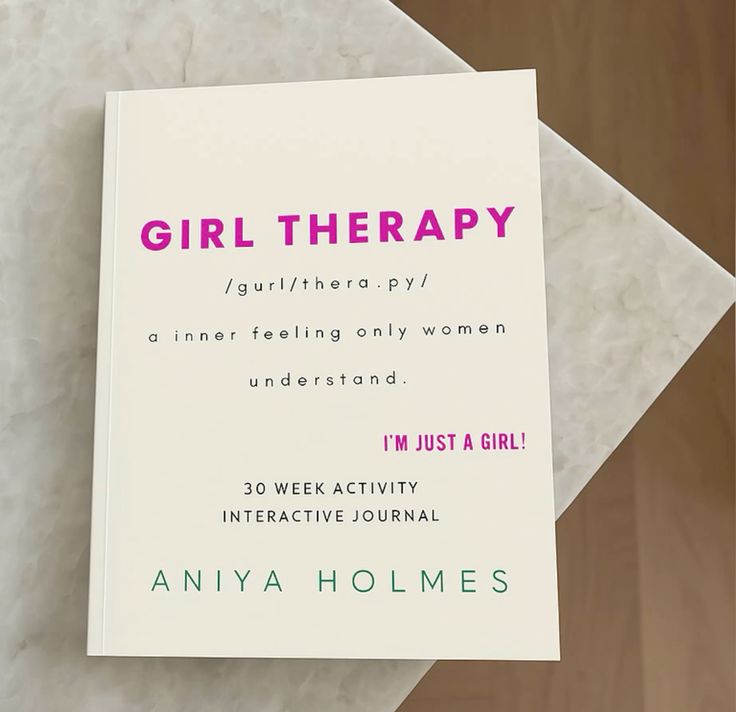 GIRL THERAPY
/gurl/thera.py/
a inner feeling only women
understand.
I'M JUST A GIRL!
30 WEEK ACTIVITY
INTERACTIVE JOURNAL
ANIYA HOLMES